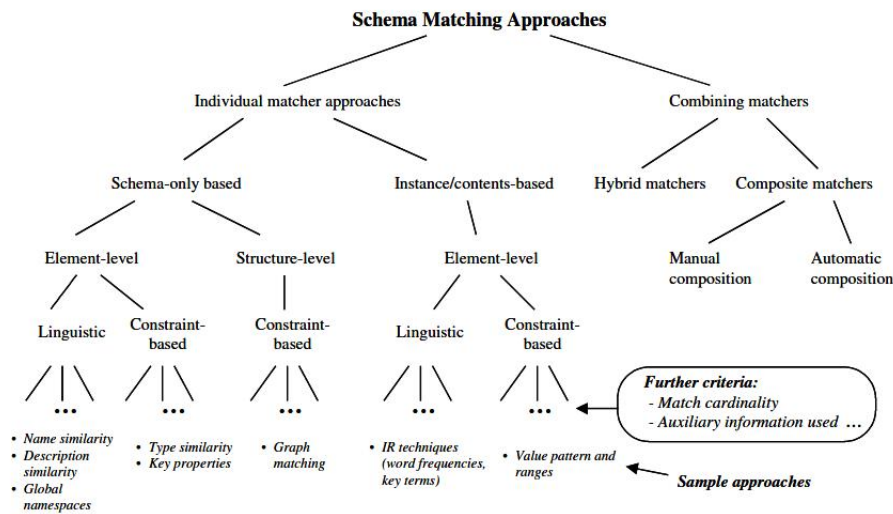 Schema Matching Approaches
Individual matcher approaches
Combining matchers
Schema-only based
Instance/contents-based
Hybrid matchers
Composite matchers
Element-level
Structure-level
Element-level
Manual
composition
Automatic
composition
Linguistic
Constraint-
based
Constraint-
based
Linguistic
Constraint-
based
Further criteria:
- Match cardinality
- Auxiliary information used ...
...
...
...
...
...
• Name similarity
• Description
similarity
• Global
namespaces
• Type similarity
• Key properties
• Graph
matching
• IR techniques
(word frequencies,
key terms)
• Value pattern and
ranges
Sample approaches